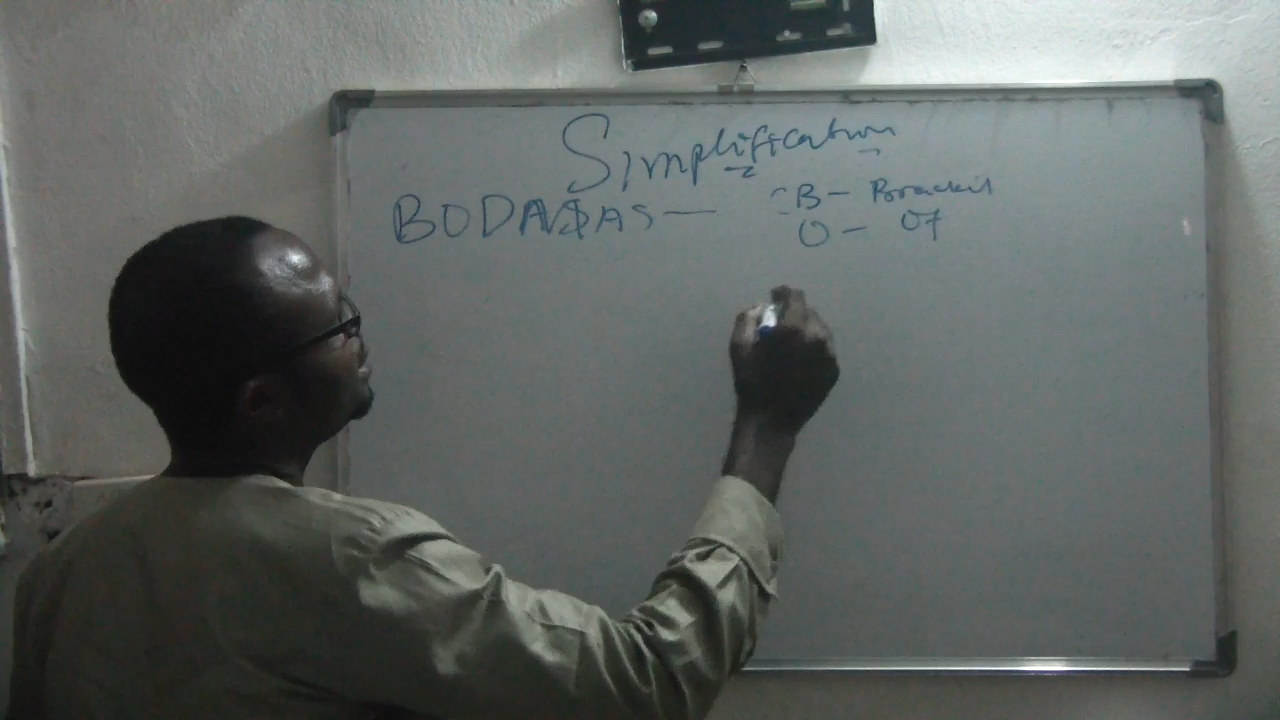 Simplification
BODMAS — B – Bracket
O – Of